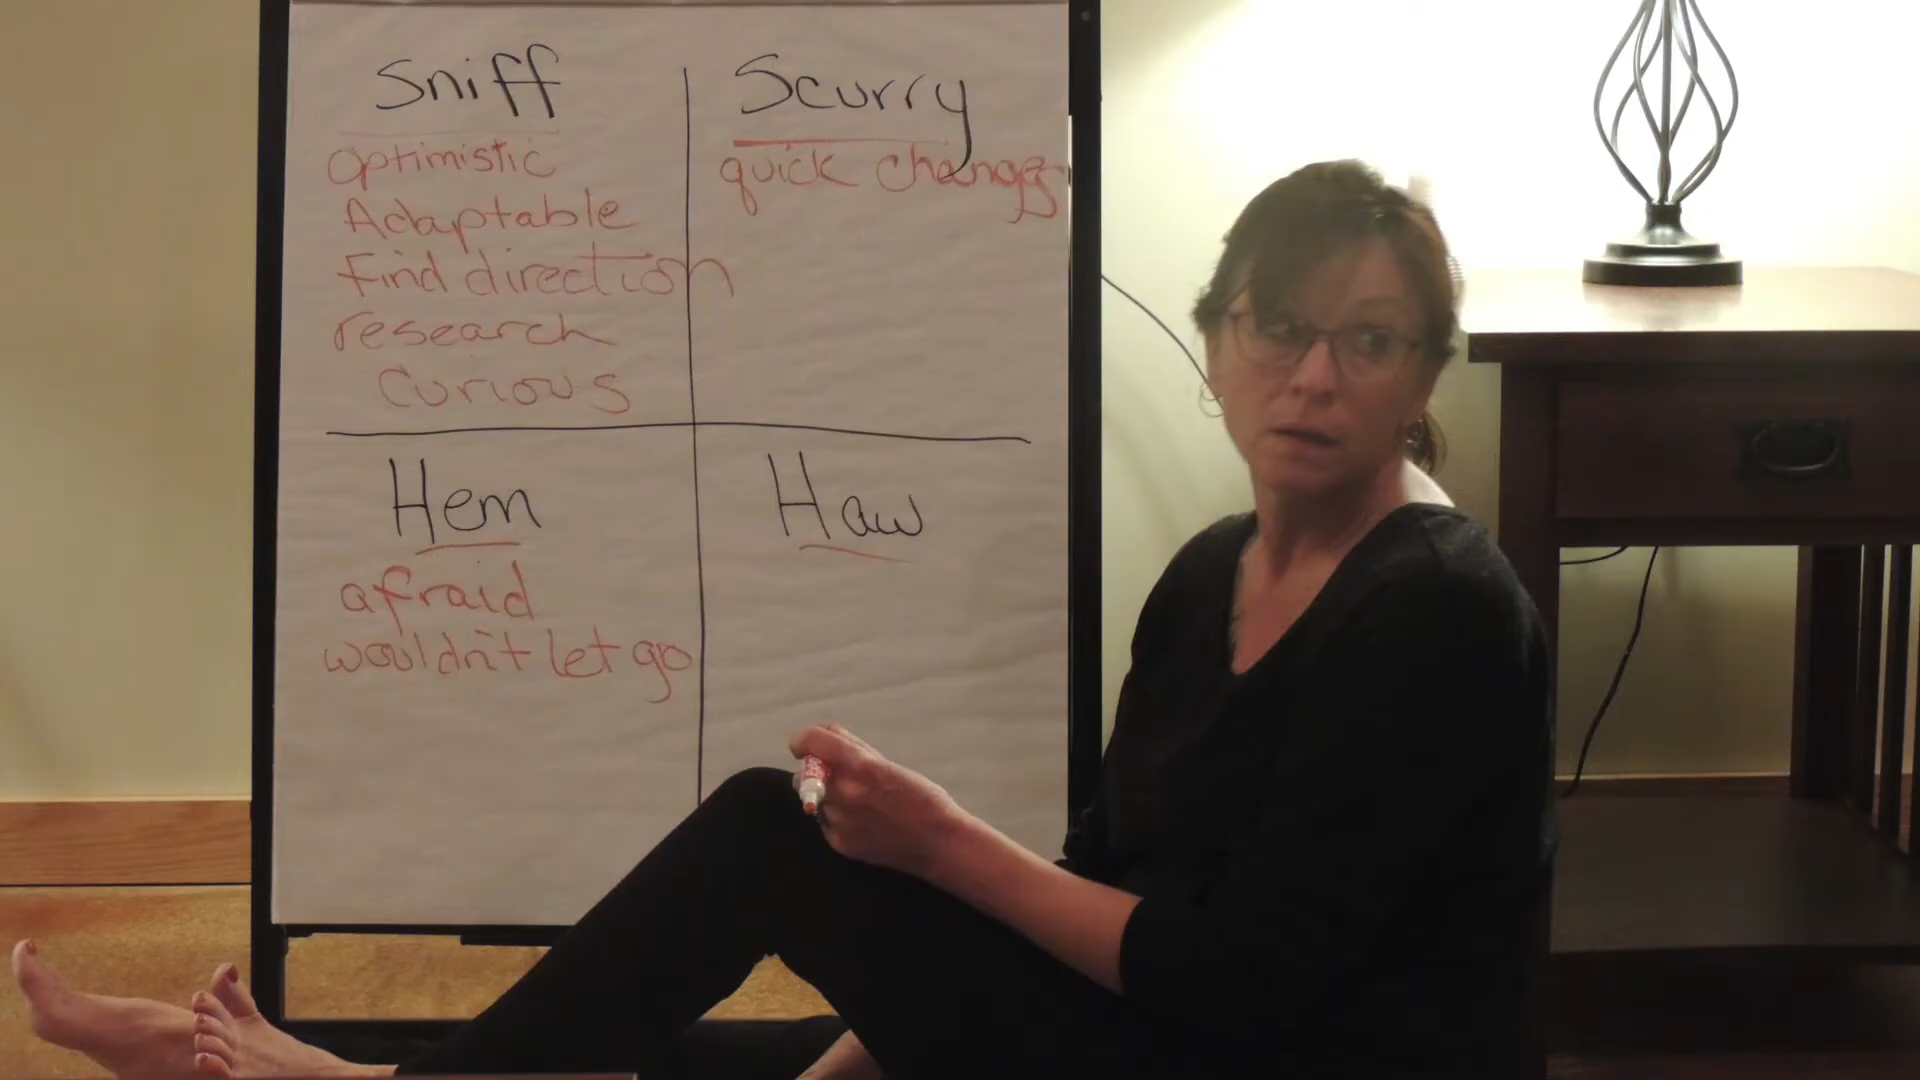 Sniff
Optimistic
Adaptable
Find direction
research
Curious
Scurry
quick changes
Hem
afraid
wouldn't let go
Haw